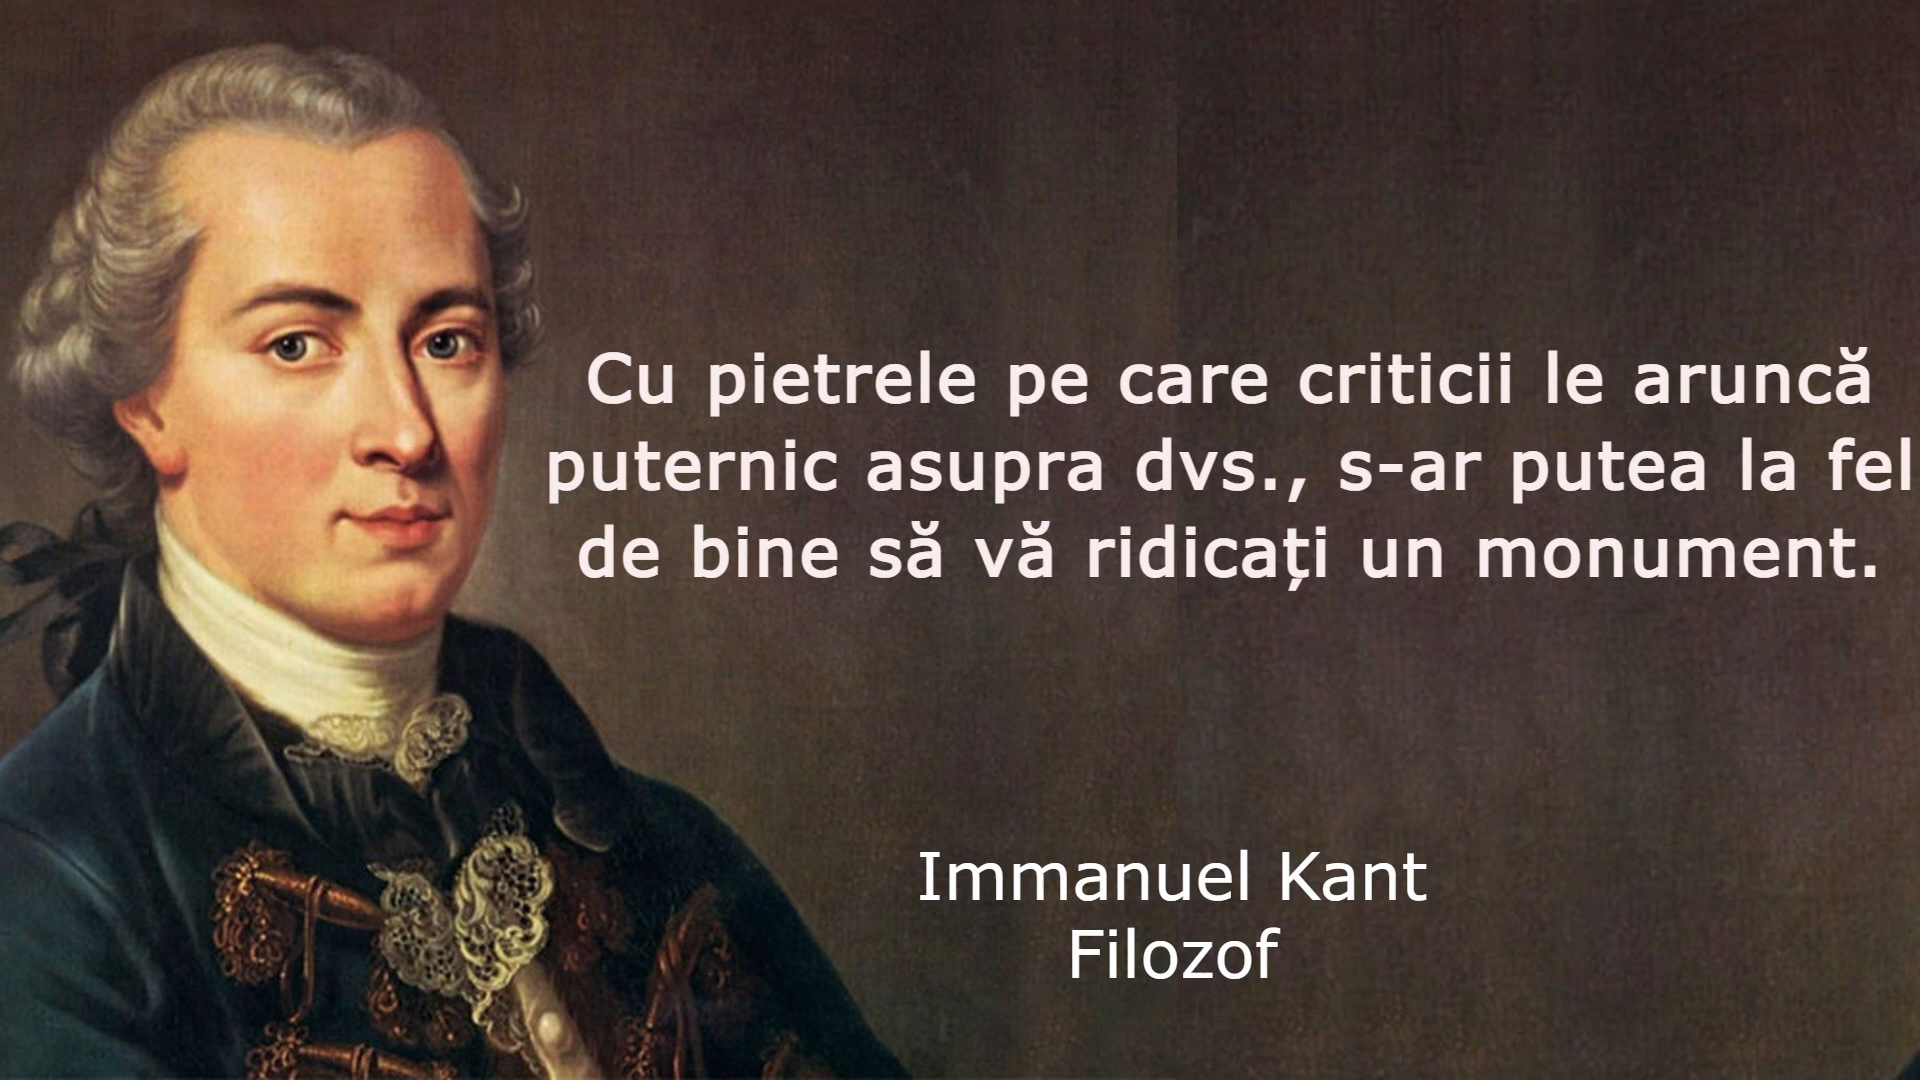 Cu pietrele pe care criticii le aruncă
puternic asupra dvs., s-ar putea la fel
de bine să vă ridicați un monument.
Immanuel Kant
Filozof